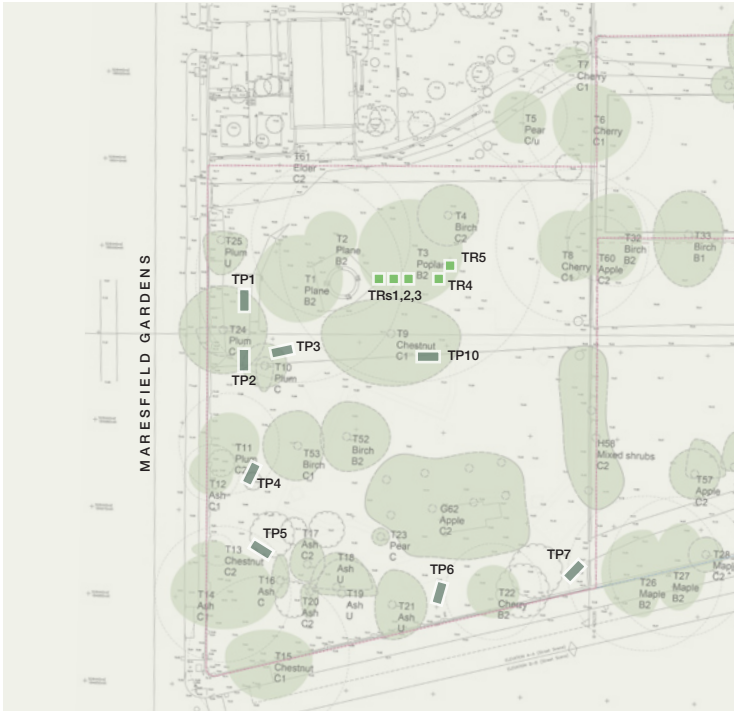 T7
Cherry
C1
T5
Pear
C/u
T6
Cherry
C1
T61
Elder
C2
T4
Birch
C2
T25
Plum
U
T2
Plane
B2
T3
Poplar
B2
T1
Plane
B2
T8
Cherry
C1
T60
Apple
C2
T32
Birch
B2
T33
Birch
B1
TR5
TR4
TRs1,2,3
TP1
MARESFIELD GARDENS
T24
Plum
TP3
T9
Chestnut
C1
TP10
TP2
T10
Plum
C
T11
Plum
C2
T53
Birch
C1
T52
Birch
B2
H58
Mixed shrubs
C2
TP4
T12
Ash
C1
T57
Apple
C2
G62
Apple
C2
TP5
T17
Ash
C2
T23
Pear
C
T13
Chestnut
C2
T18
Ash
U
TP7
T28
C2
TP6
T16
Ash
C
T14
Ash
C1
T20
Ash
C2
T19
Ash
U
T21
Ash
U
T22
Cherry
B2
T26
Maple
B2
T27
Maple
B2
T15
Chestnut
C1